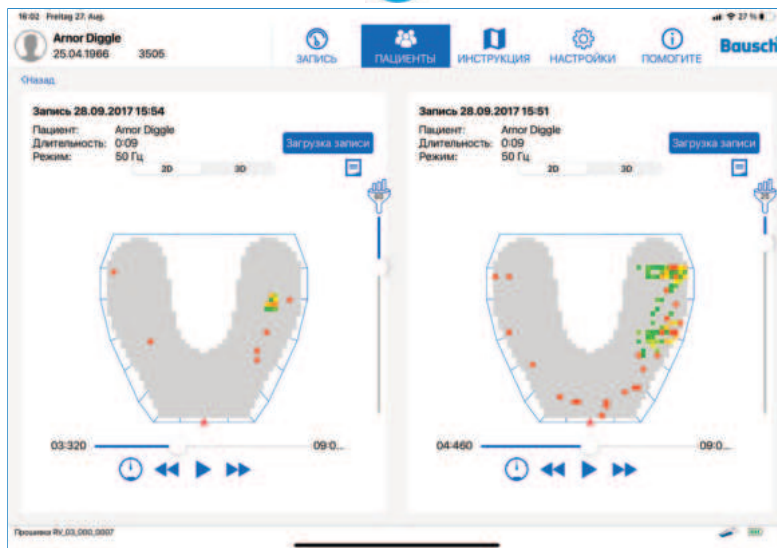 16:02 Freitag 27. Aug.
27 %
Arnor Diggle
25.04.1966 3505
ЗАПИСЬ
ПАЦИЕНТЫ
ИНСТРУКЦИЯ
НАСТРОЙКИ
ПОМОГИТЕ
Bausch
Назад
Запись 28.09.2017 15:54
Пациент: Arnor Diggle
Длительность: 0:09
Режим: 50 Гц
Загрузка записи
2D 3D
60
03:320
09:0...
Запись 28.09.2017 15:51
Пациент: Arnor Diggle
Длительность: 0:09
Режим: 50 Гц
Загрузка записи
2D 3D
04:460
09:0...
Прошивка RV_03_000_0007